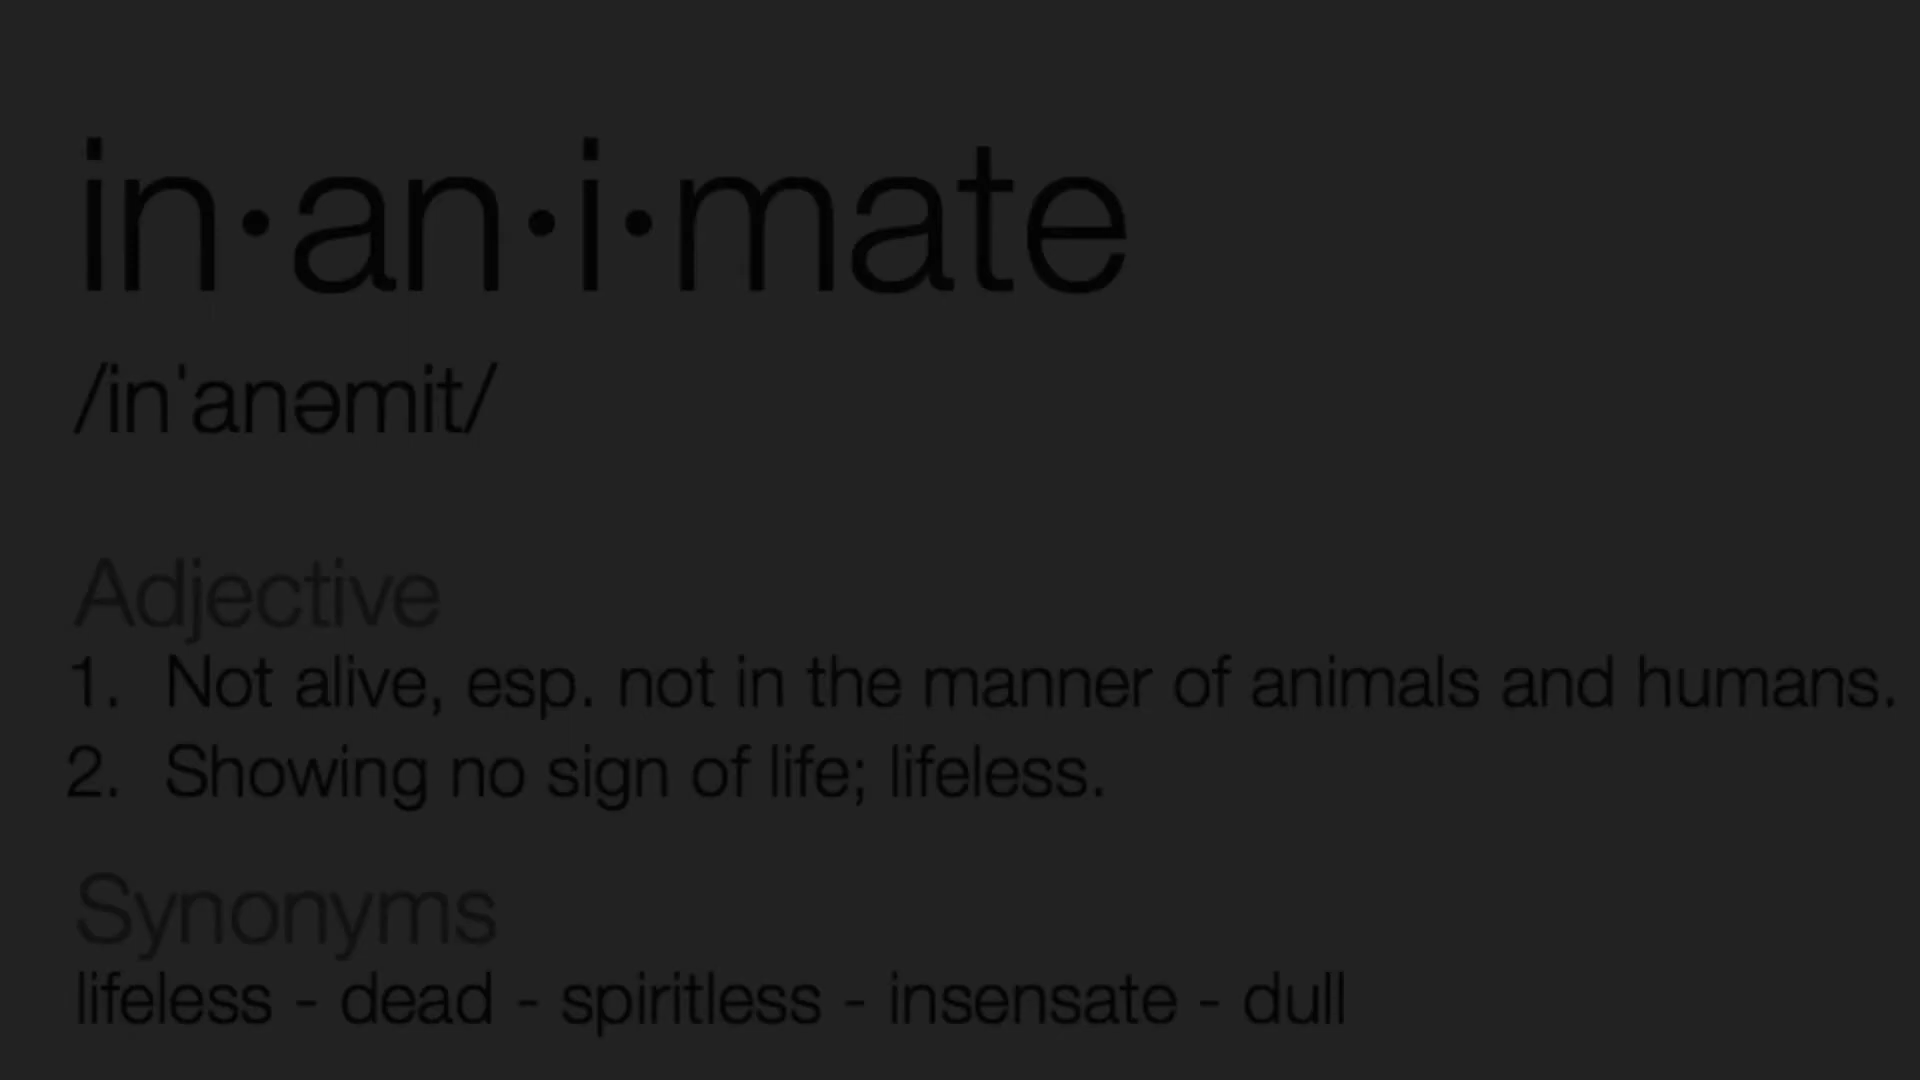 in·an·i·mate
/inˈanəmit/
Adjective
1. Not alive, esp. not in the manner of animals and humans.
2. Showing no sign of life; lifeless.
Synonyms
lifeless - dead - spiritless - insensate - dull